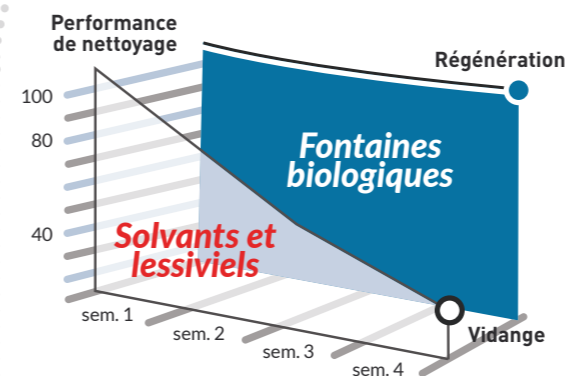 Performance
de nettoyage
Régénération
100
80
40
Fontaines
biologiques
Solvants et
lessiviels
sem. 1
sem. 2
sem. 3
sem. 4
Vidange